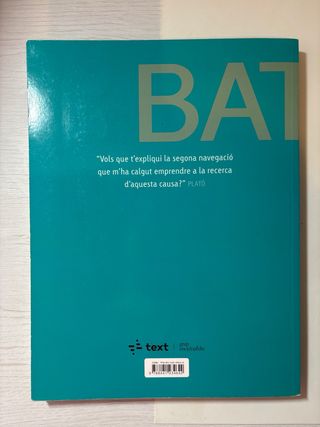 BAT
"Vols que t'expliqui la segona navegació
que m'ha calgut emprendre a la recerca
d'aquesta causa?" PLATÓ
text